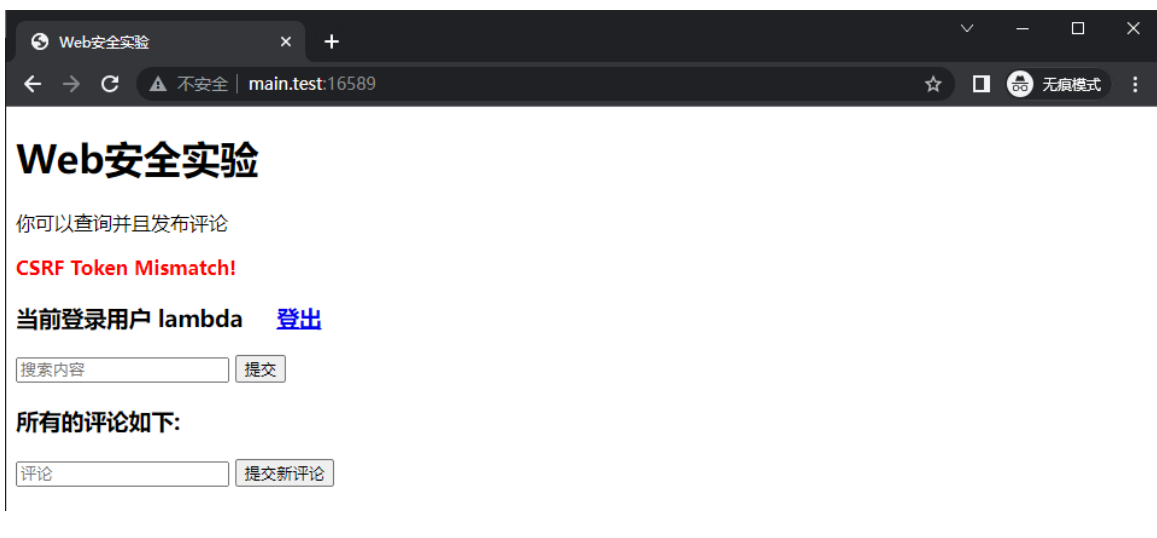 Web安全实验
不安全 main.test:16589 无痕模式
Web安全实验
你可以查询并且发布评论
CSRF Token Mismatch!
当前登录用户 lambda 登出
搜索内容 提交
所有的评论如下:
评论 提交新评论